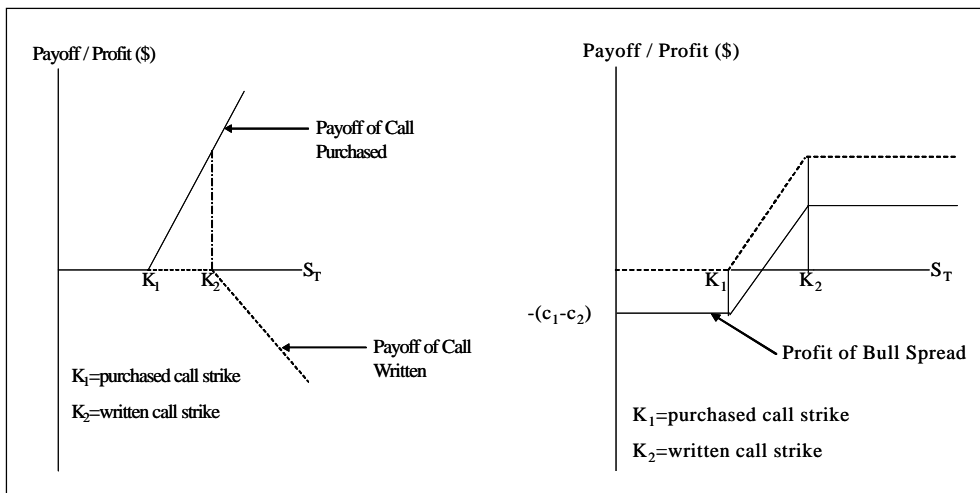 Payoff / Profit ($)
Payoff of Call
Purchased
K₁
K₂
S_T
Payoff of Call
Written
K₁=purchased call strike
K₂=written call strike
Payoff / Profit ($)
K₁
K₂
S_T
-(c₁-c₂)
Profit of Bull Spread
K₁=purchased call strike
K₂=written call strike